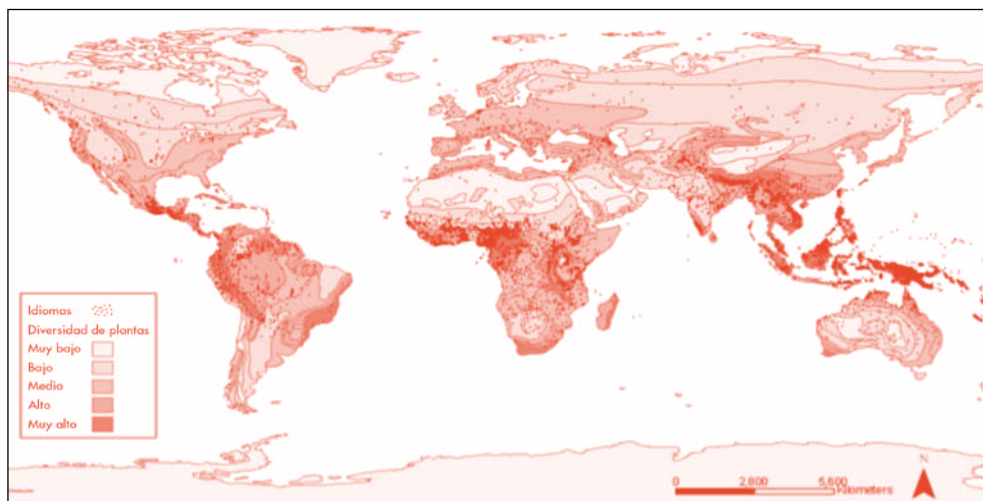 Idiomas
Diversidad de plantas
Muy bajo
Bajo
Medio
Alto
Muy alto
N
0 2,800 5,600
Kilometers